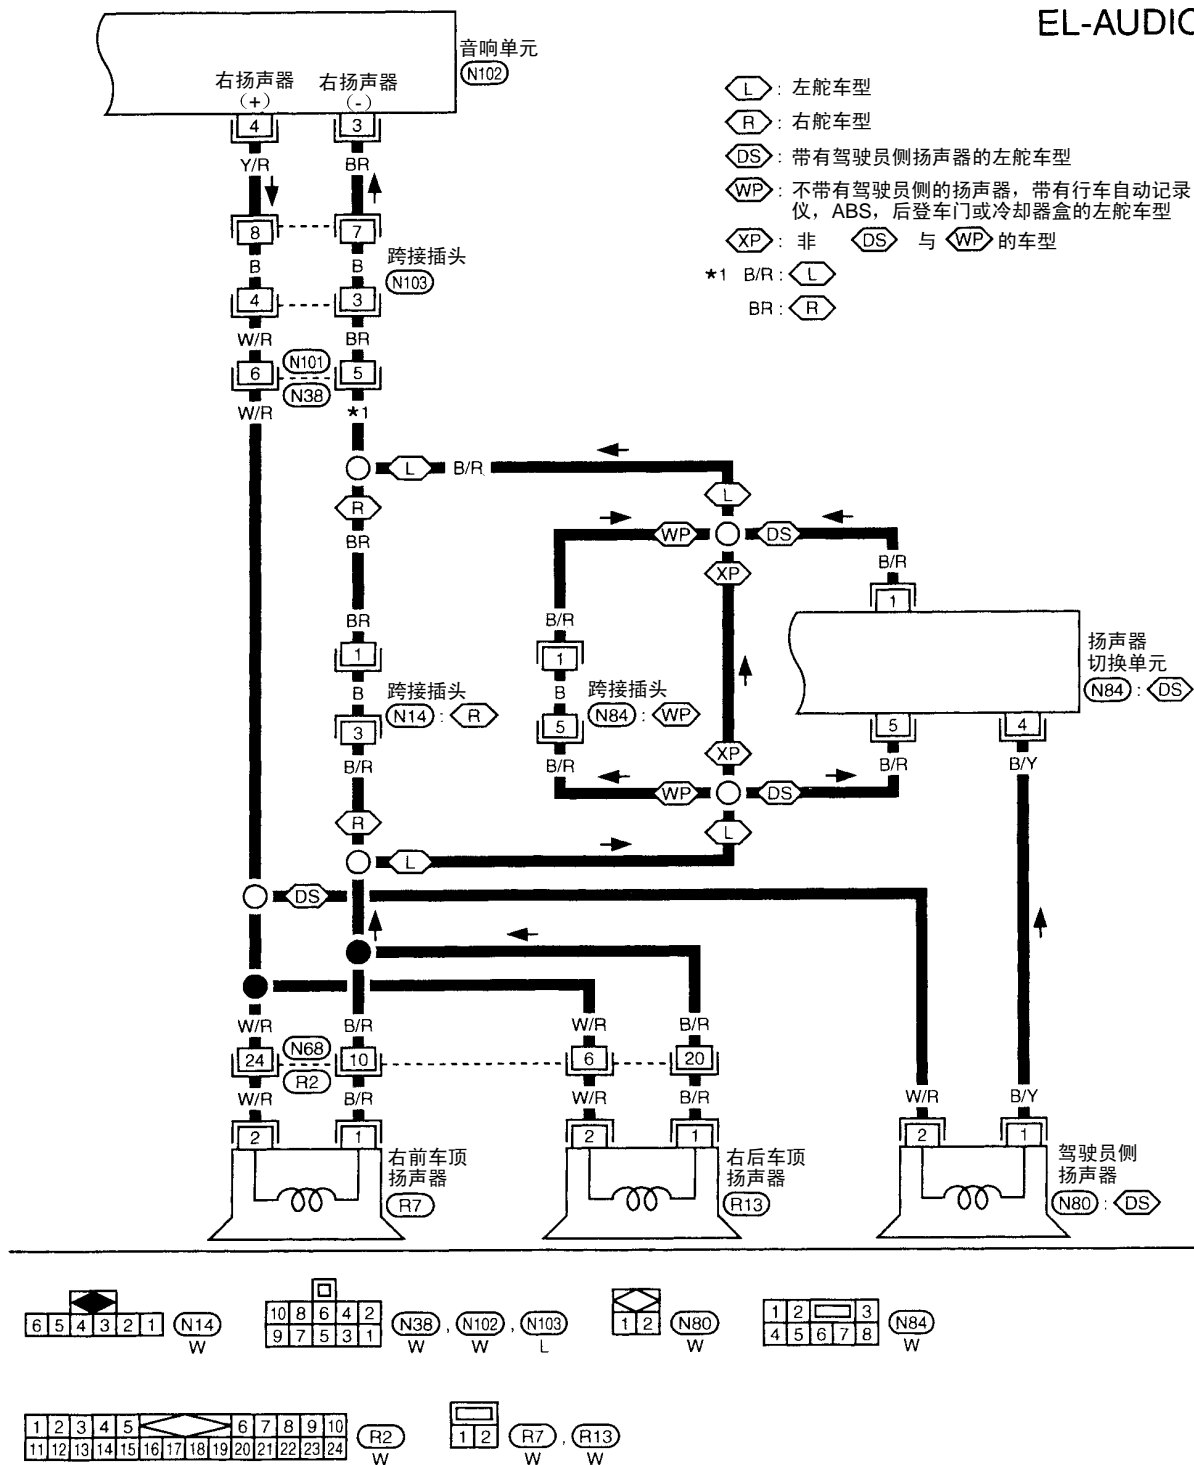 EL-AUDIO
音响单元
N102
右扬声器
(+)
右扬声器
(-)
4
3
Y/R
BR
8
7
B
B
跨接插头
N103
4
3
W/R
BR
6
N101
5
N38
W/R
★1
L : 左舵车型
R : 右舵车型
DS : 带有驾驶员侧扬声器的左舵车型
WP : 不带有驾驶员侧的扬声器，带有行车自动记录
仪，ABS，后登车门或冷却器盒的左舵车型
XP : 非 DS 与 WP 的车型
★1 B/R : L
BR : R
L
B/R
L
R
BR
WP
DS
XP
B/R
1
BR
B/R
1
1
B
跨接插头
N14 : R
3
B/R
B
跨接插头
N84 : WP
5
B/R
扬声器
切换单元
N84 : DS
5
4
XP
B/R
B/Y
WP
DS
R
L
L
DS
W/R
B/R
W/R
B/R
24
N68
10
6
20
R2
W/R
B/R
W/R
B/R
W/R
B/Y
2
1
2
1
2
1
右前车顶
扬声器
R7
右后车顶
扬声器
R13
驾驶员侧
扬声器
N80 : DS
6 5 4 3 2 1
N14
W
10 8 6 4 2
9 7 5 3 1
N38 , N102 , N103
W W L
1 2
N80
W
1 2 3
4 5 6 7 8
N84
W
1 2 3 4 5 6 7 8 9 10
11 12 13 14 15 16 17 18 19 20 21 22 23 24
R2
W
1 2
R7 , R13
W W